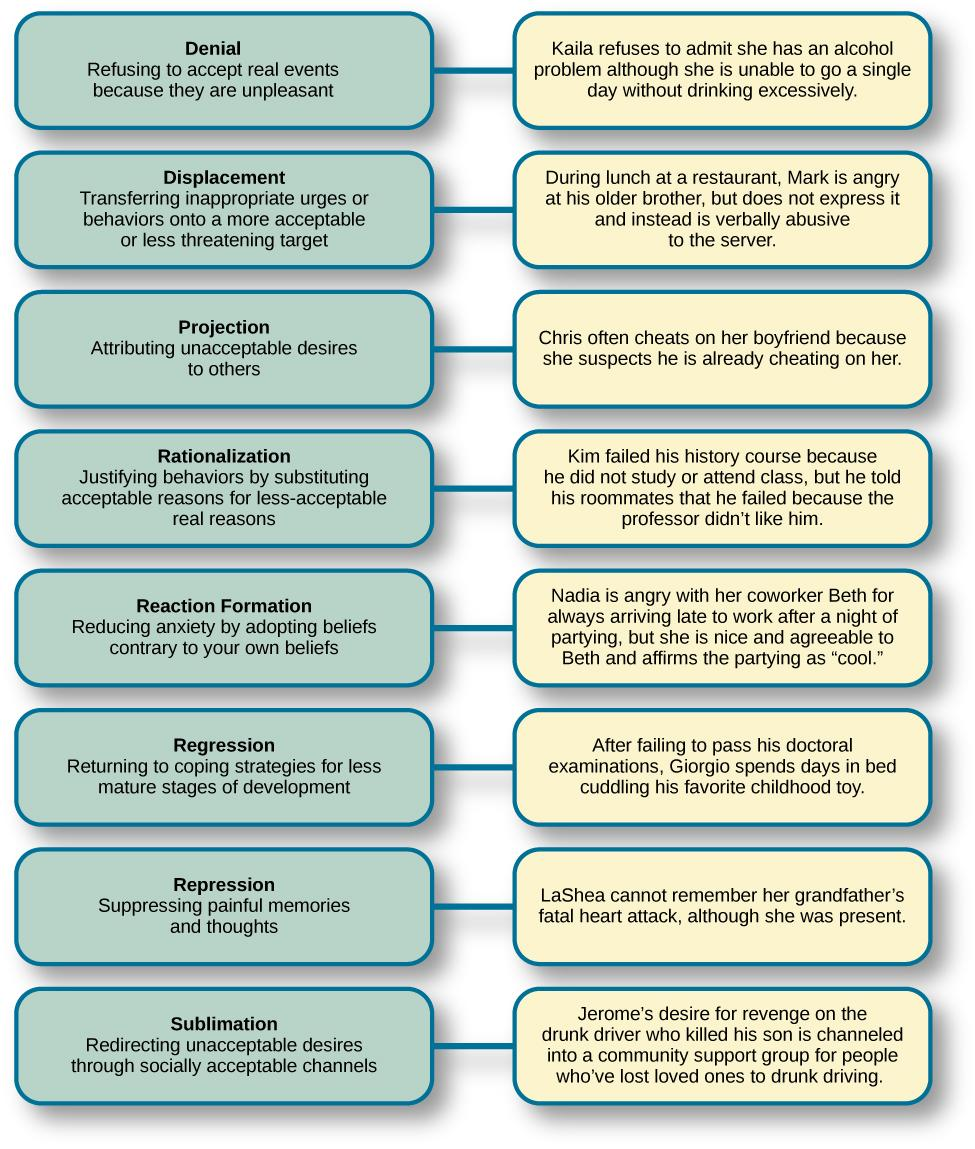 Denial
Refusing to accept real events
because they are unpleasant
Kaila refuses to admit she has an alcohol
problem although she is unable to go a single
day without drinking excessively.
Displacement
Transferring inappropriate urges or
behaviors onto a more acceptable
or less threatening target
During lunch at a restaurant, Mark is angry
at his older brother, but does not express it
and instead is verbally abusive
to the server.
Projection
Attributing unacceptable desires
to others
Chris often cheats on her boyfriend because
she suspects he is already cheating on her.
Rationalization
Justifying behaviors by substituting
acceptable reasons for less-acceptable
real reasons
Kim failed his history course because
he did not study or attend class, but he told
his roommates that he failed because the
professor didn’t like him.
Reaction Formation
Reducing anxiety by adopting beliefs
contrary to your own beliefs
Nadia is angry with her coworker Beth for
always arriving late to work after a night of
partying, but she is nice and agreeable to
Beth and affirms the partying as “cool.”
Regression
Returning to coping strategies for less
mature stages of development
After failing to pass his doctoral
examinations, Giorgio spends days in bed
cuddling his favorite childhood toy.
Repression
Suppressing painful memories
and thoughts
LaShea cannot remember her grandfather’s
fatal heart attack, although she was present.
Sublimation
Redirecting unacceptable desires
through socially acceptable channels
Jerome’s desire for revenge on the
drunk driver who killed his son is channeled
into a community support group for people
who’ve lost loved ones to drunk driving.